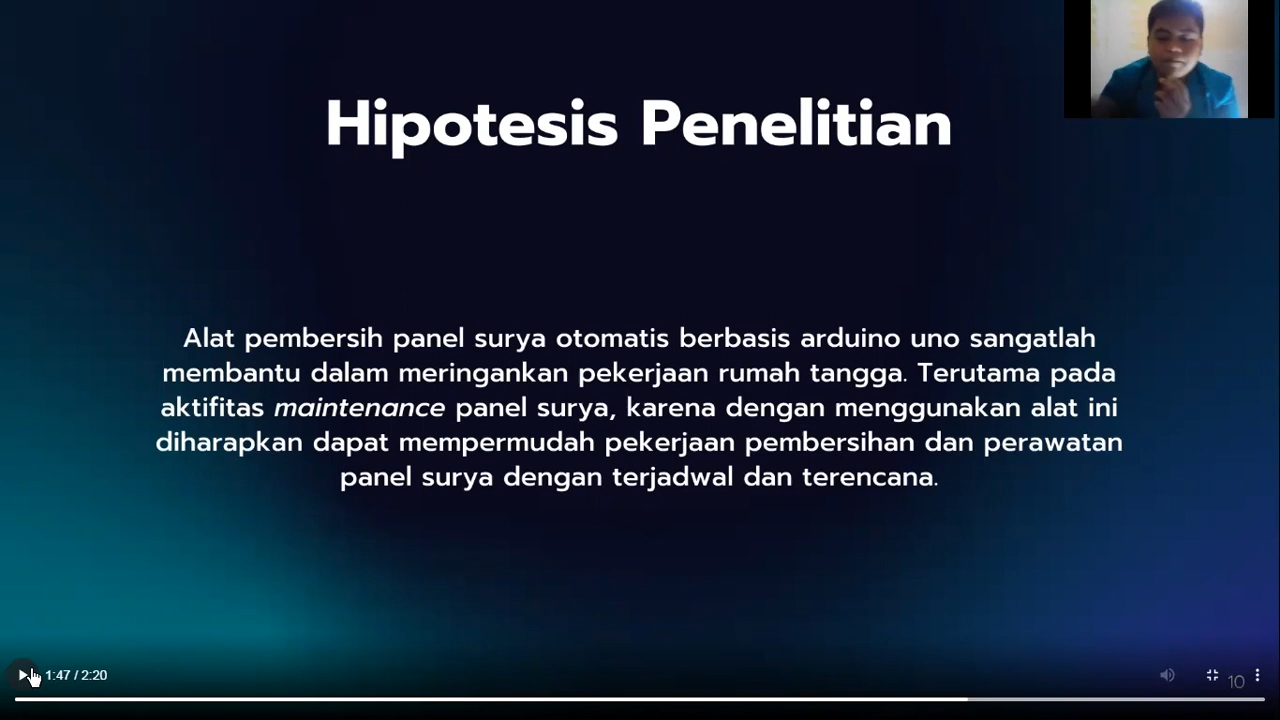 Hipotesis Penelitian
Alat pembersih panel surya otomatis berbasis arduino uno sangatlah
membantu dalam meringankan pekerjaan rumah tangga. Terutama pada
aktifitas maintenance panel surya, karena dengan menggunakan alat ini
diharapkan dapat mempermudah pekerjaan pembersihan dan perawatan
panel surya dengan terjadwal dan terencana.
1:47 / 2:20
10